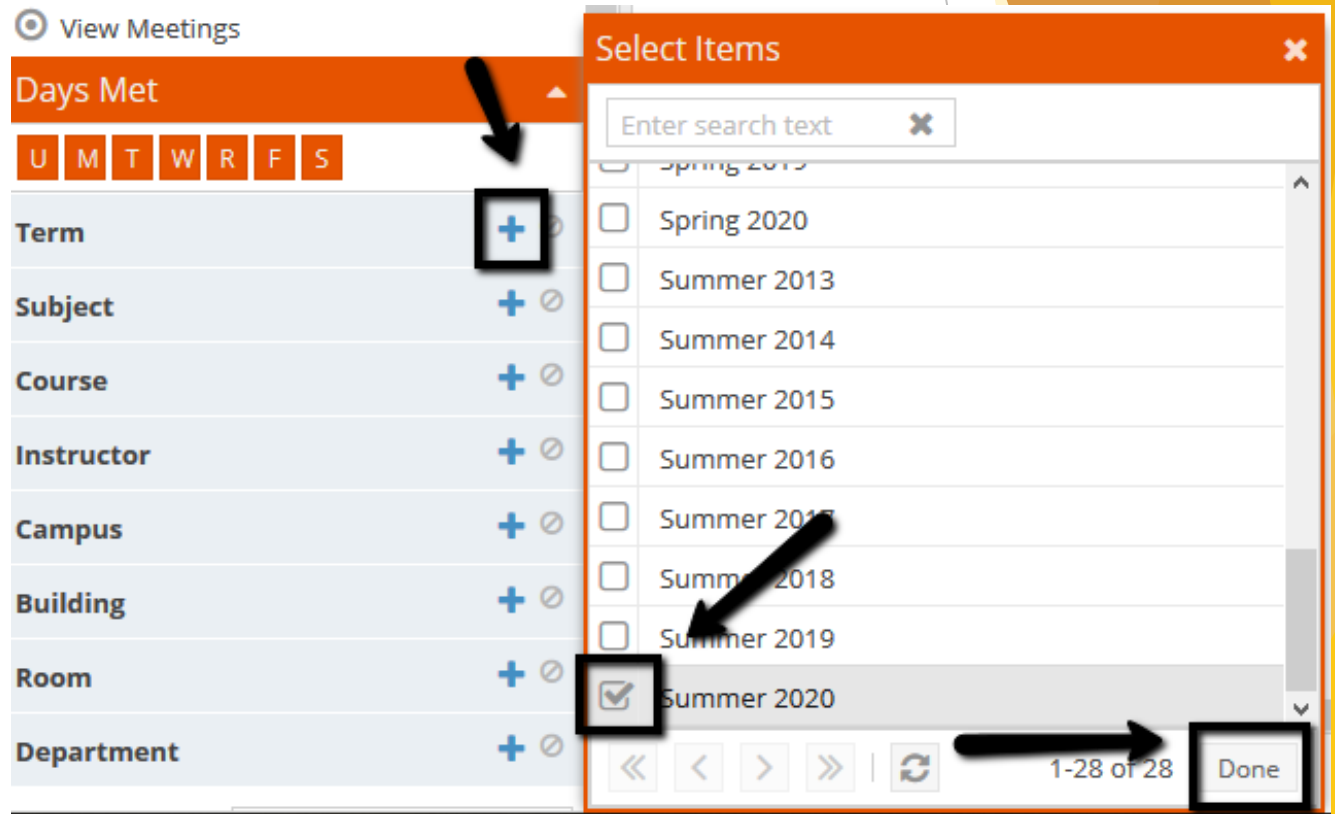 View Meetings
Days Met
U M T W R F S
Term
Subject
Course
Instructor
Campus
Building
Room
Department
Select Items
Enter search text
Spring 2019
Spring 2020
Summer 2013
Summer 2014
Summer 2015
Summer 2016
Summer 2017
Summer 2018
Summer 2019
Summer 2020
1-28 of 28
Done